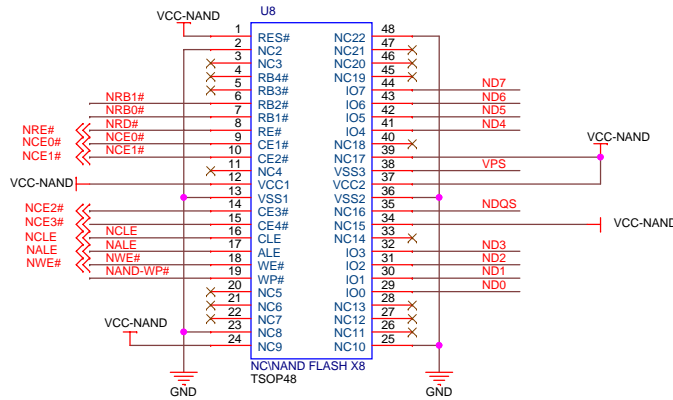 U8
VCC-NAND
1 RES# NC22 48
2 NC2 NC21 47
3 NC3 NC20 46
4 RB4# NC19 45
5 RB3# IO7 44 ND7
NRB1# 6 RB2# IO6 43 ND6
NRB0# 7 RB1# IO5 42 ND5
NRE# NRD# 8 RE# IO4 41 ND4
NCE0# NCE0# 9 CE1# NC18 40
NCE1# NCE1# 10 CE2# NC17 39 VCC-NAND
11 NC4 VSS3 38 VPS
VCC-NAND 12 VCC1 VCC2 37
13 VSS1 VSS2 36
NCE2# 14 CE3# NC16 35 NDQS
NCE3# 15 CE4# NC15 34 VCC-NAND
NCLE NCLE 16 CLE NC14 33
NALE NALE 17 ALE IO3 32 ND3
NWE# NWE# 18 WE# IO2 31 ND2
NAND-WP# 19 WP# IO1 30 ND1
20 NC5 IO0 29 ND0
21 NC6 NC13 28
22 NC7 NC12 27
23 NC8 NC11 26
VCC-NAND 24 NC9 NC10 25
NC\NAND FLASH X8
TSOP48
GND GND